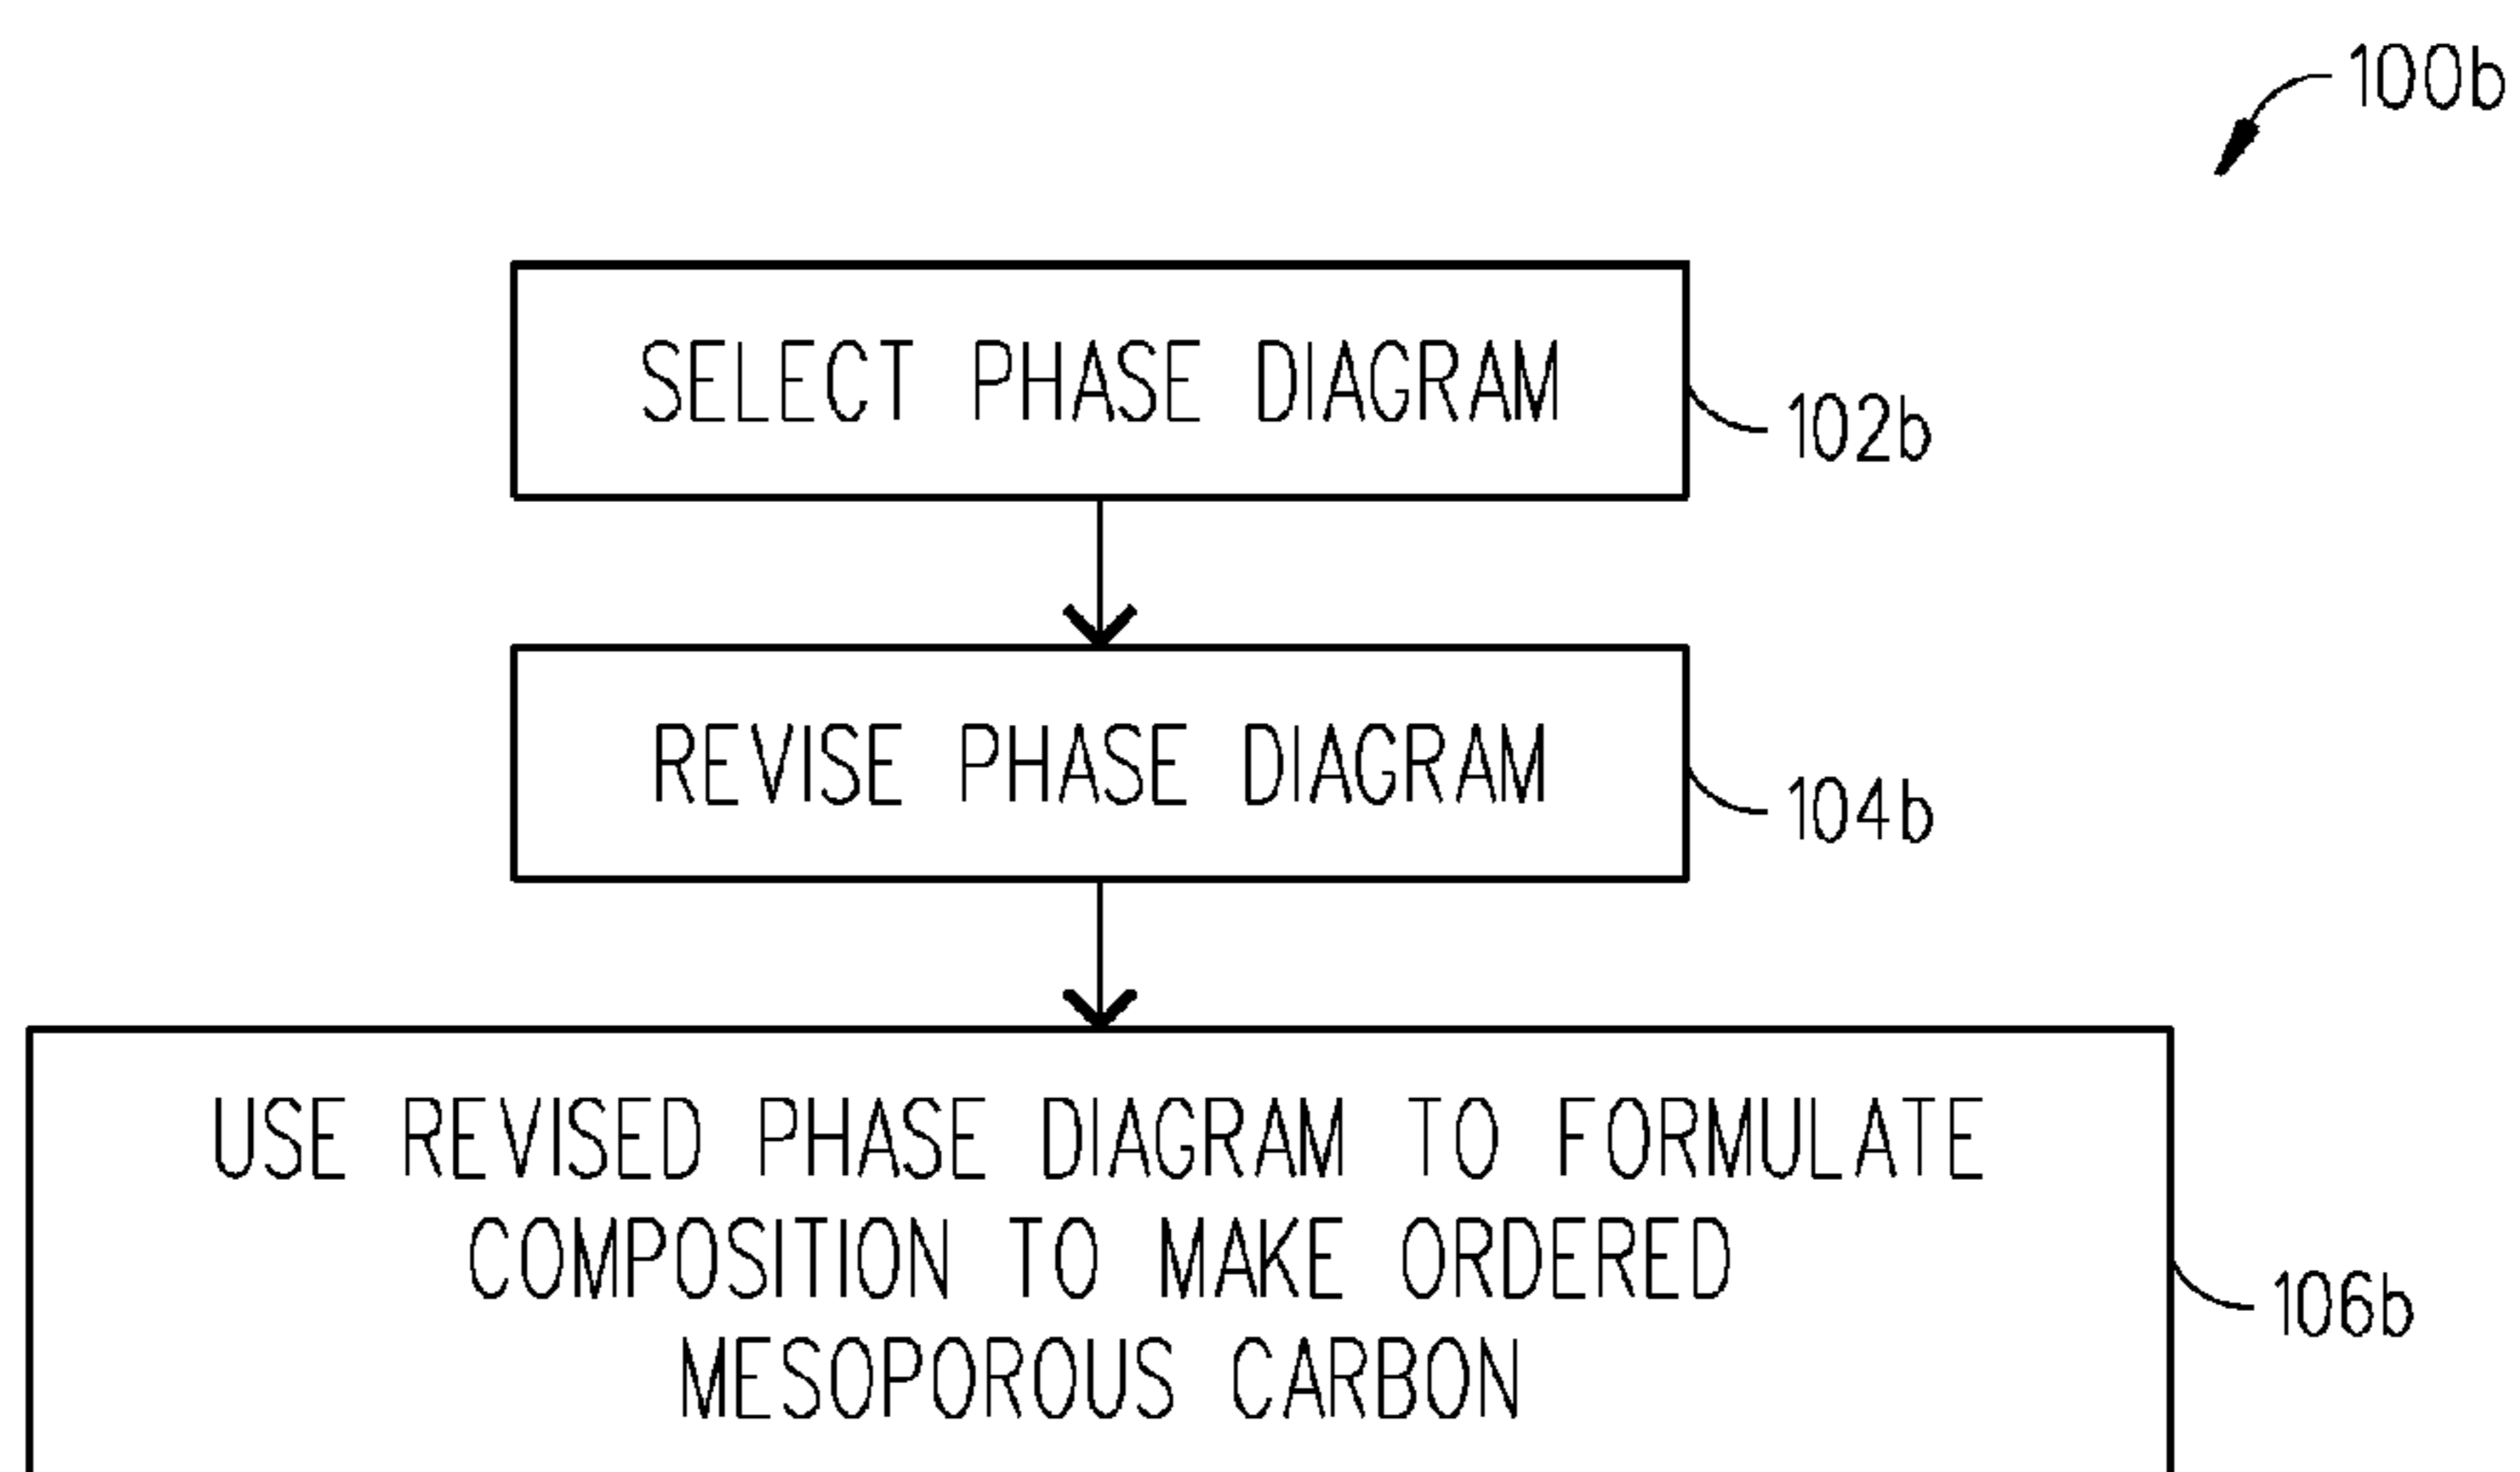 100b
SELECT PHASE DIAGRAM
102b
REVISE PHASE DIAGRAM
104b
USE REVISED PHASE DIAGRAM TO FORMULATE
COMPOSITION TO MAKE ORDERED
MESOPOROUS CARBON
106b